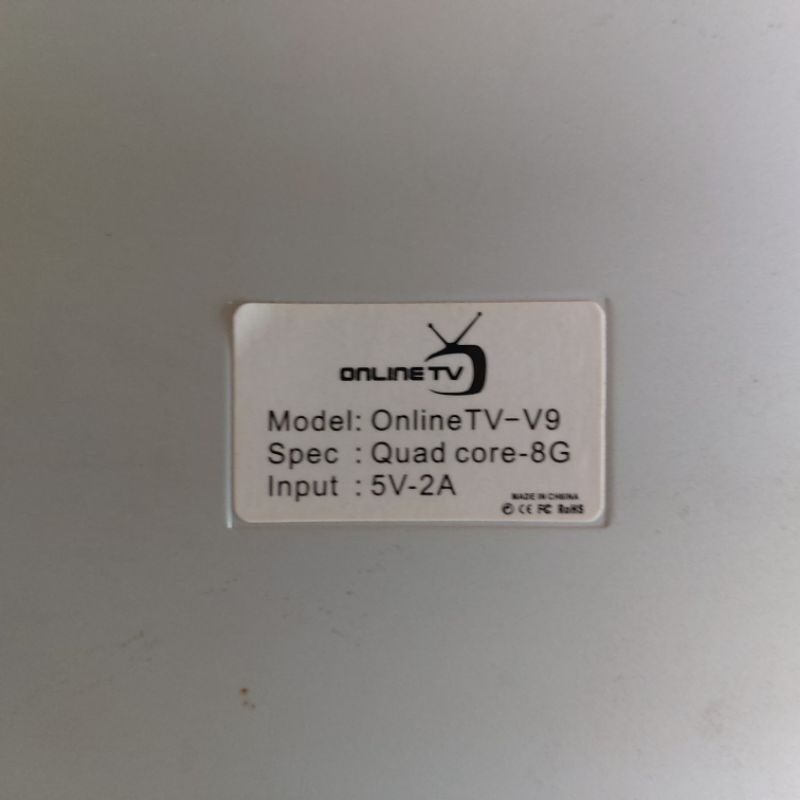 ONLINE TV
Model: OnlineTV-V9
Spec : Quad core-8G
Input : 5V-2A
MADE IN CHINA
CE FC RoHS